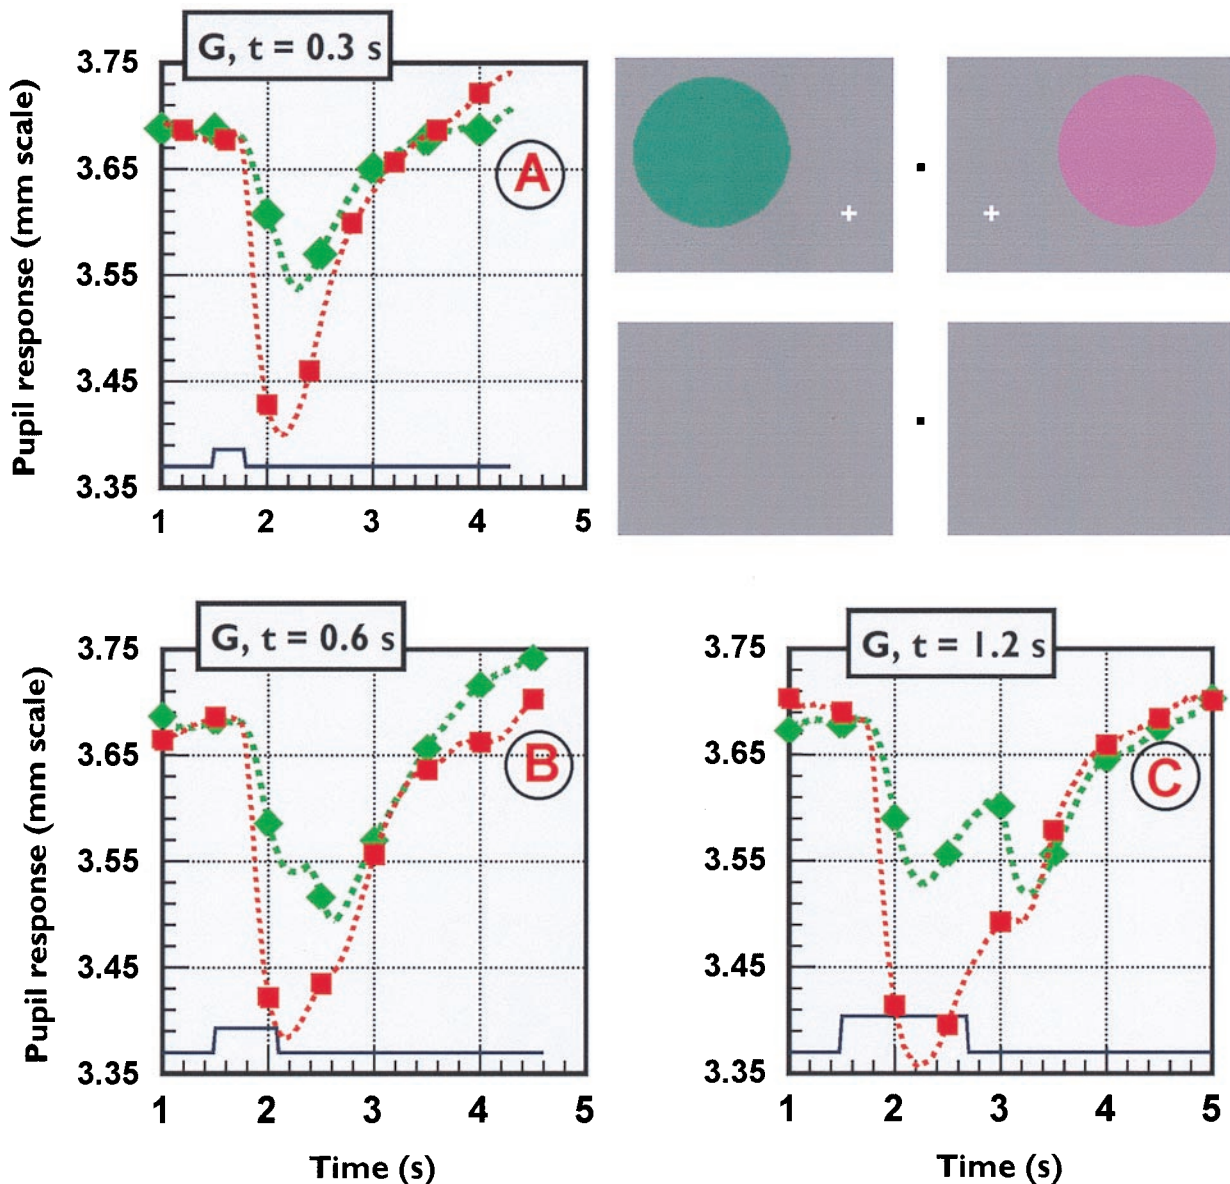 G, t = 0.3 s
Pupil response (mm scale)
3.75
3.65
3.55
3.45
3.35
A
1 2 3 4 5
G, t = 0.6 s
Pupil response (mm scale)
3.75
3.65
3.55
3.45
3.35
B
1 2 3 4 5
Time (s)
G, t = 1.2 s
3.75
3.65
3.55
3.45
3.35
C
1 2 3 4 5
Time (s)